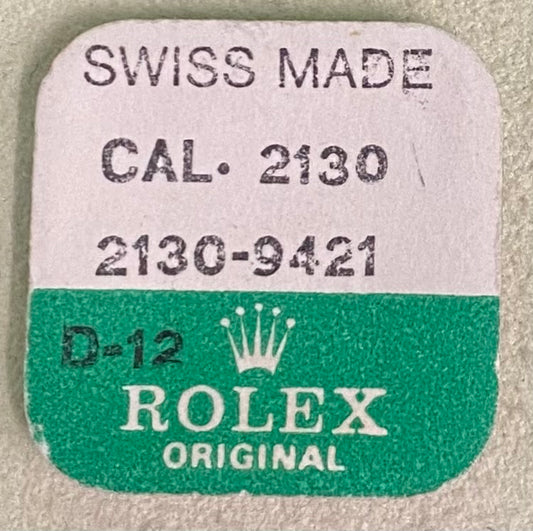 SWISS MADE
CAL. 2130
2130-9421
D-12
ROLEX
ORIGINAL